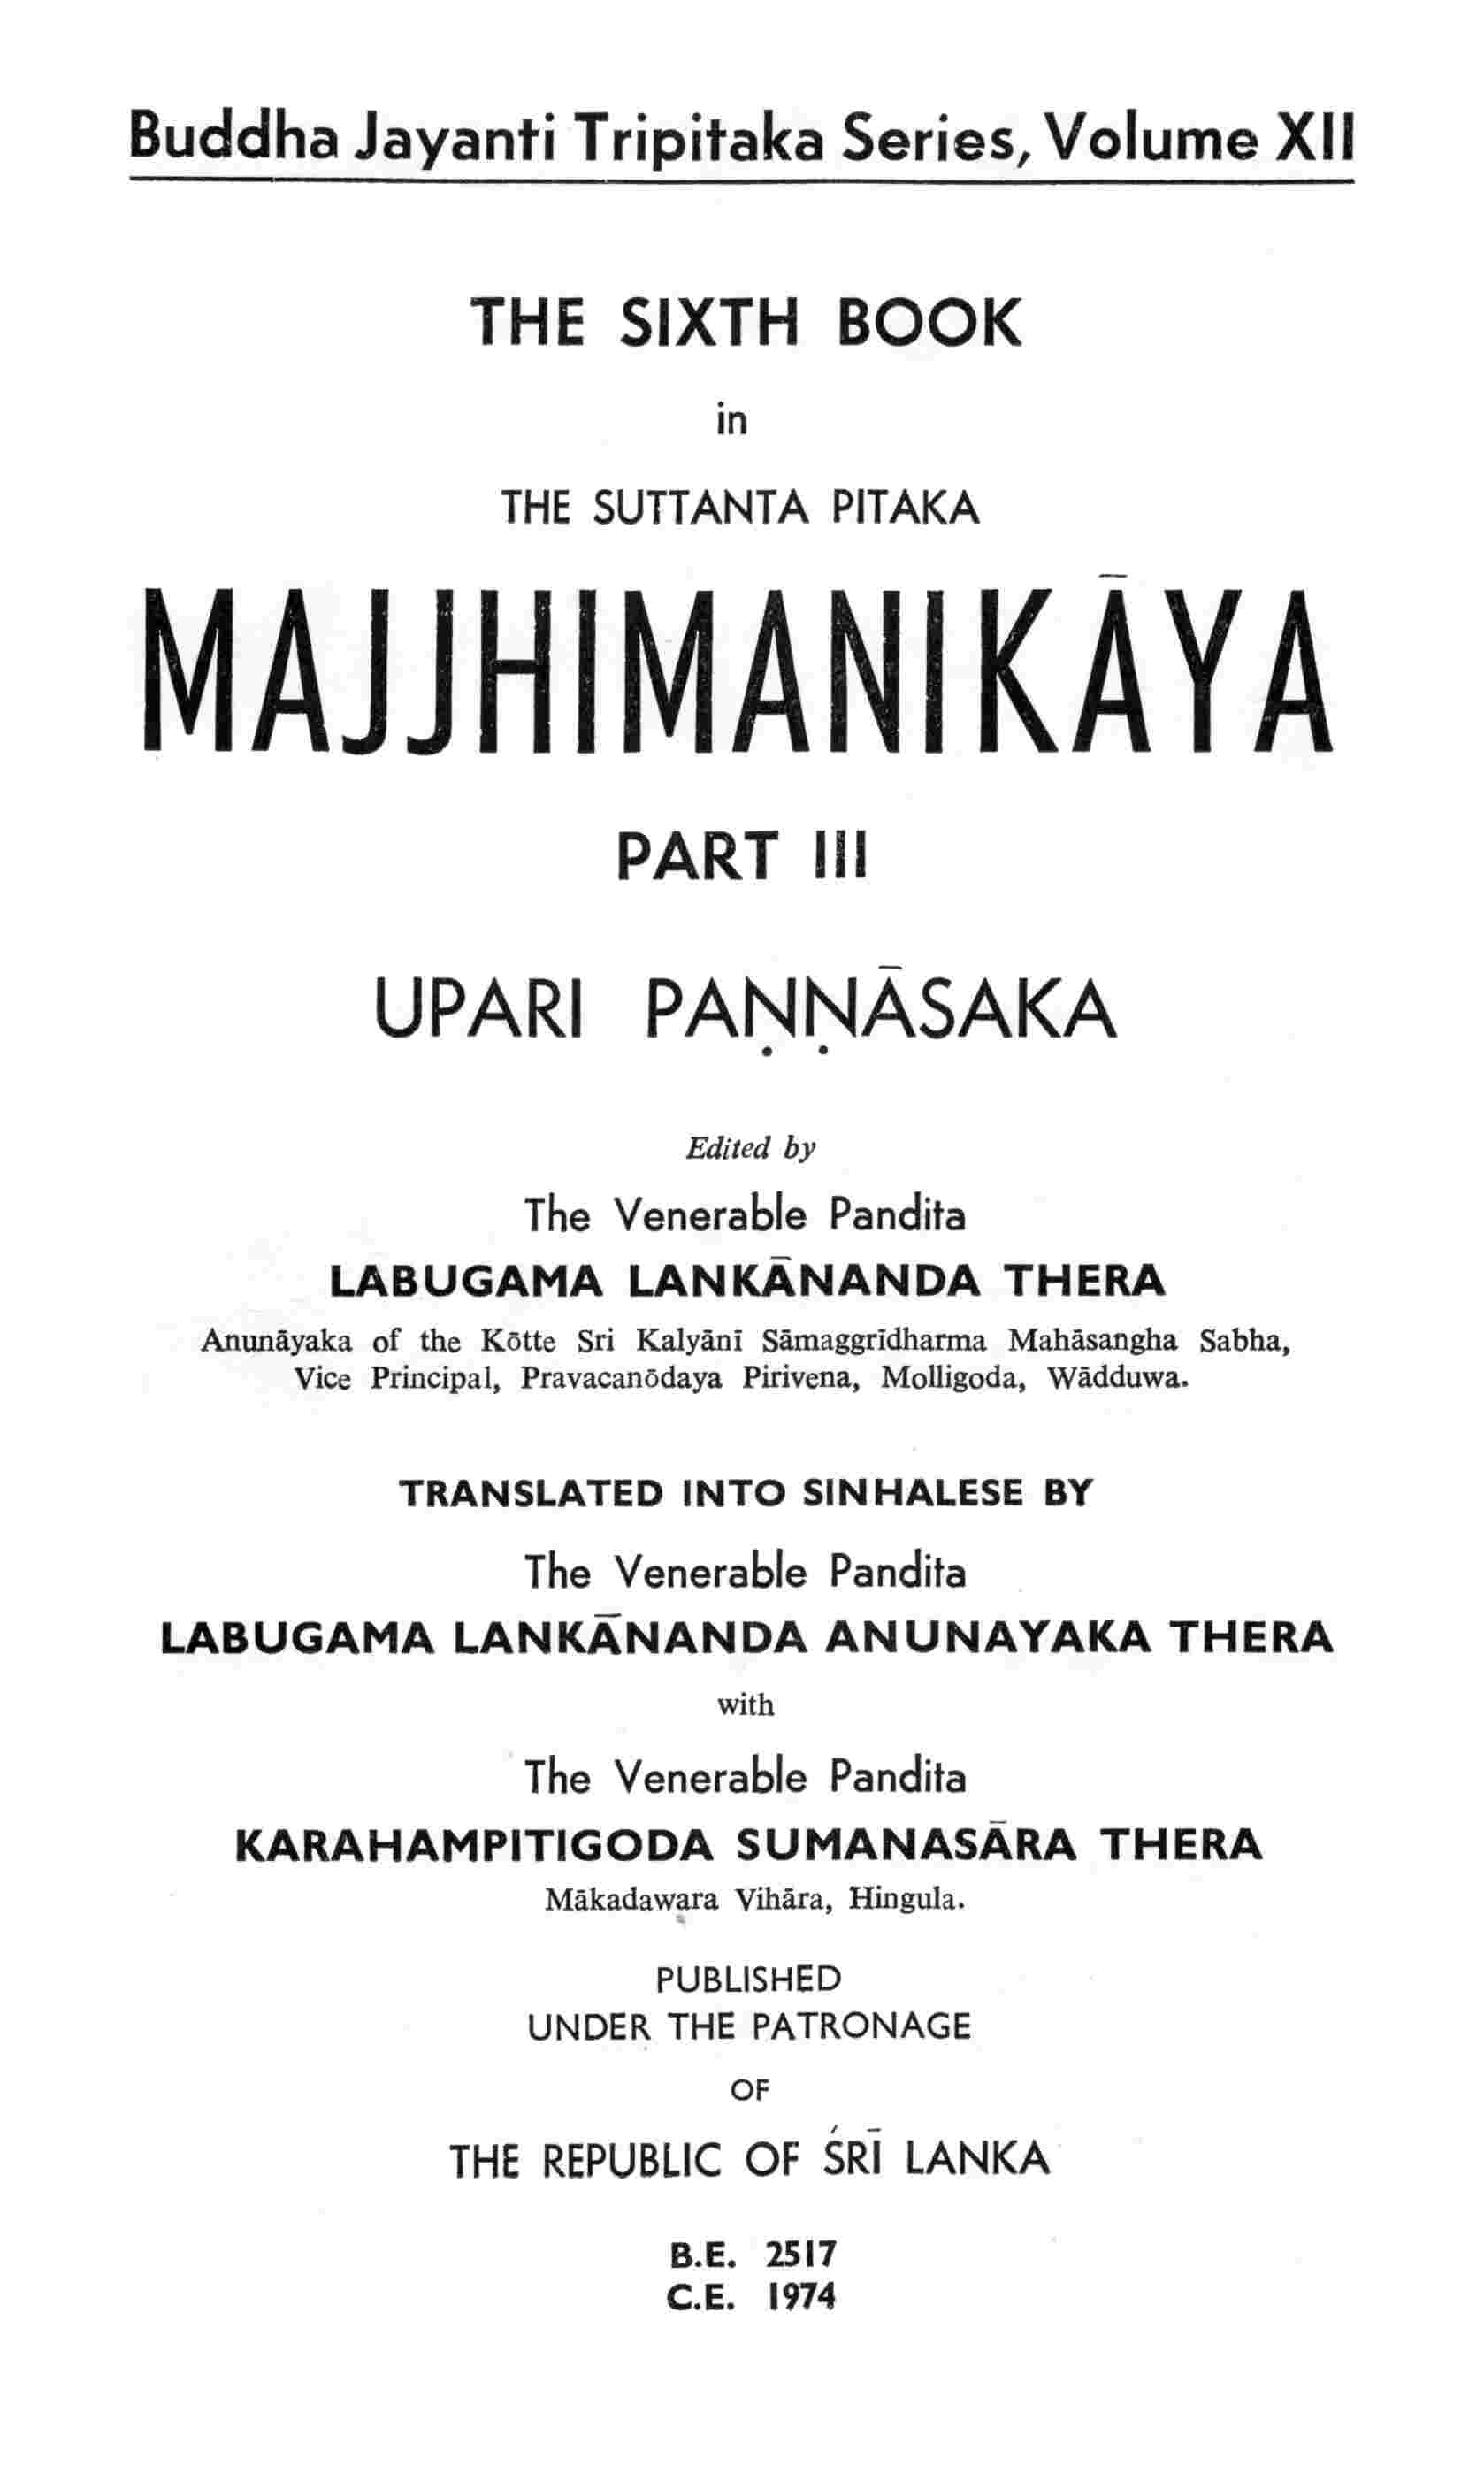 Buddha Jayanti Tripitaka Series, Volume XII
THE SIXTH BOOK
in
THE SUTTANTA PITAKA
MAJJHIMANIKĀYA
PART III
UPARI PAṆṆĀSAKA
Edited by
The Venerable Pandita
LABUGAMA LANKĀNANDA THERA
Anunāyaka of the Kōtte Sri Kalyāni Sāmaggrīdharma Mahāsangha Sabha,
Vice Principal, Pravacanōdaya Pirivena, Molligoda, Wādduwa.
TRANSLATED INTO SINHALESE BY
The Venerable Pandita
LABUGAMA LANKĀNANDA ANUNAYAKA THERA
with
The Venerable Pandita
KARAHAMPITIGODA SUMANASĀRA THERA
Mākadawara Vihāra, Hingula.
PUBLISHED
UNDER THE PATRONAGE
OF
THE REPUBLIC OF ŚRĪ LANKA
B.E. 2517
C.E. 1974